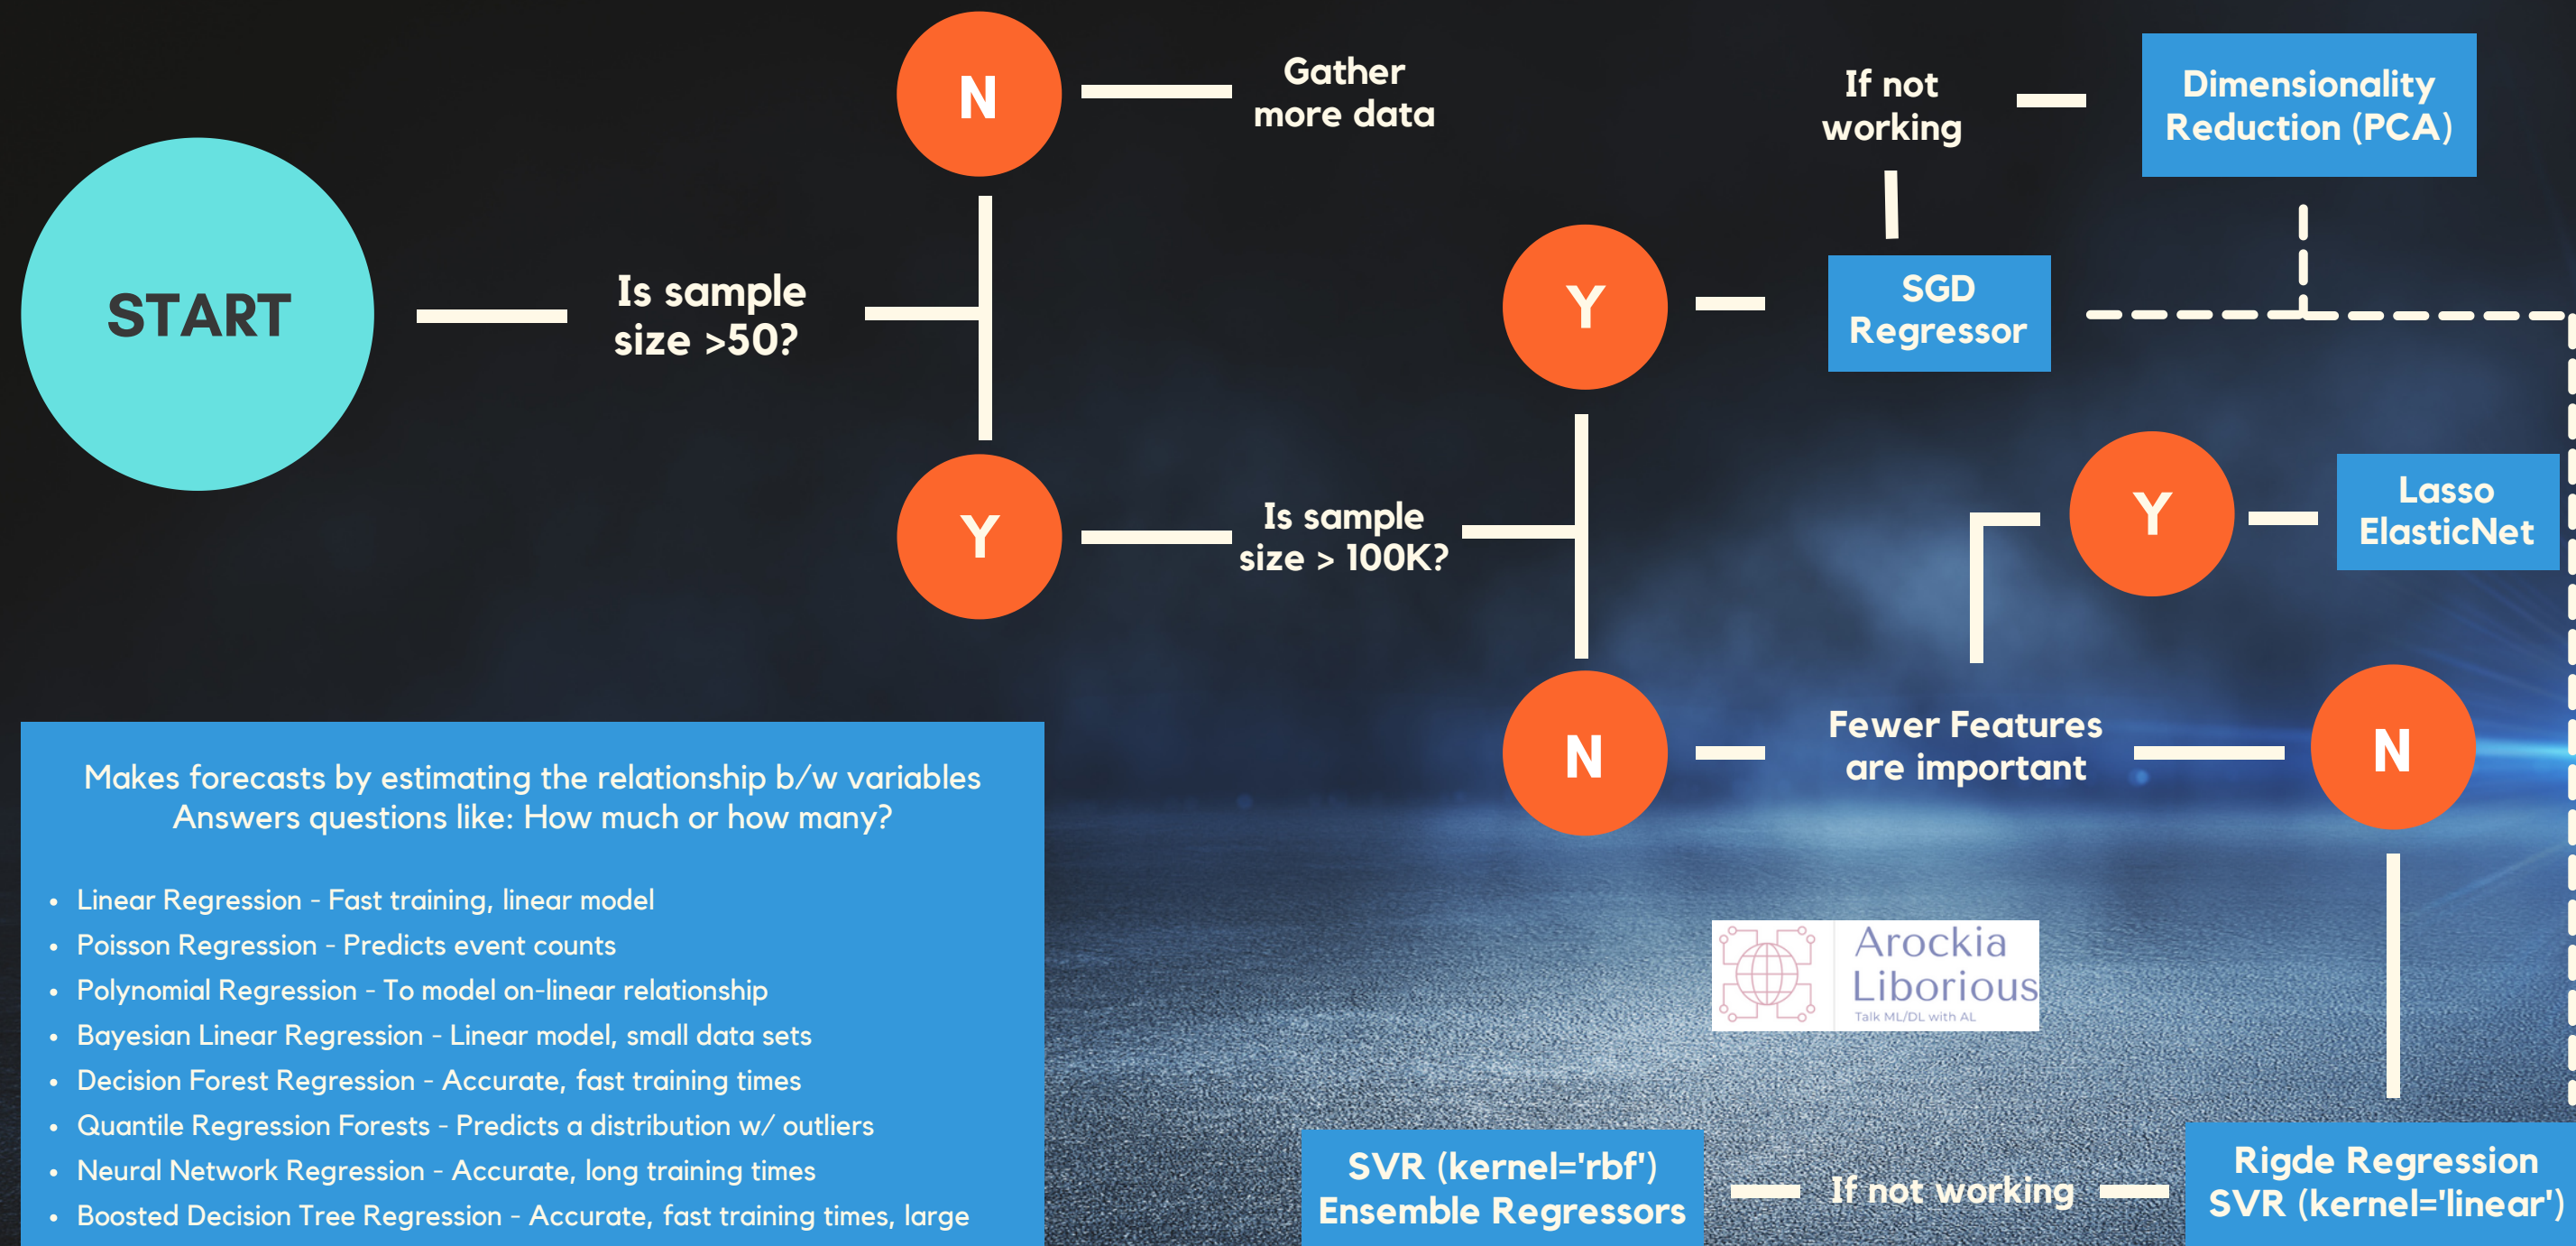 START
Is sample
size >50?
N
Gather
more data
Y
Is sample
size > 100K?
Y
SGD
Regressor
If not
working
Dimensionality
Reduction (PCA)
N
Fewer Features
are important
Y
Lasso
ElasticNet
N
Rigde Regression
SVR (kernel='linear')
If not working
SVR (kernel='rbf')
Ensemble Regressors
Arockia
Liborious
Talk ML/DL with AL
Makes forecasts by estimating the relationship b/w variables
Answers questions like: How much or how many?
• Linear Regression - Fast training, linear model
• Poisson Regression - Predicts event counts
• Polynomial Regression - To model on-linear relationship
• Bayesian Linear Regression - Linear model, small data sets
• Decision Forest Regression - Accurate, fast training times
• Quantile Regression Forests - Predicts a distribution w/ outliers
• Neural Network Regression - Accurate, long training times
• Boosted Decision Tree Regression - Accurate, fast training times, large